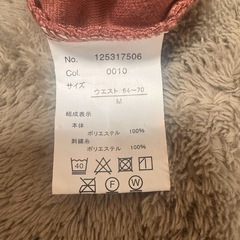 No. 125317506
Col. 0010
サイズ
ウエスト 64~70
M
組成表示
本体
ポリエステル 100%
刺繍糸
ポリエステル 100%
40
P F W